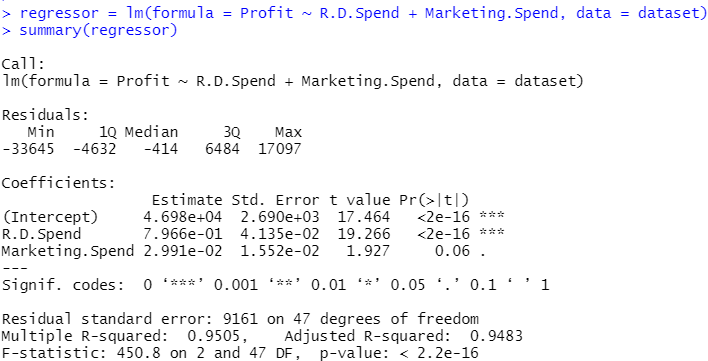 > regressor = lm(formula = Profit ~ R.D.Spend + Marketing.Spend, data = dataset)
> summary(regressor)
Call:
lm(formula = Profit ~ R.D.Spend + Marketing.Spend, data = dataset)
Residuals:
   Min     1Q Median     3Q    Max
-33645  -4632   -414   6484  17097
Coefficients:
                 Estimate Std. Error t value Pr(>|t|)
(Intercept)     4.698e+04  2.690e+03  17.464   <2e-16 ***
R.D.Spend       7.966e-01  4.135e-02  19.266   <2e-16 ***
Marketing.Spend 2.991e-02  1.552e-02   1.927     0.06 .
---
Signif. codes:  0 ‘***’ 0.001 ‘**’ 0.01 ‘*’ 0.05 ‘.’ 0.1 ‘ ’ 1
Residual standard error: 9161 on 47 degrees of freedom
Multiple R-squared:  0.9505,    Adjusted R-squared:  0.9483
F-statistic: 450.8 on 2 and 47 DF,  p-value: < 2.2e-16